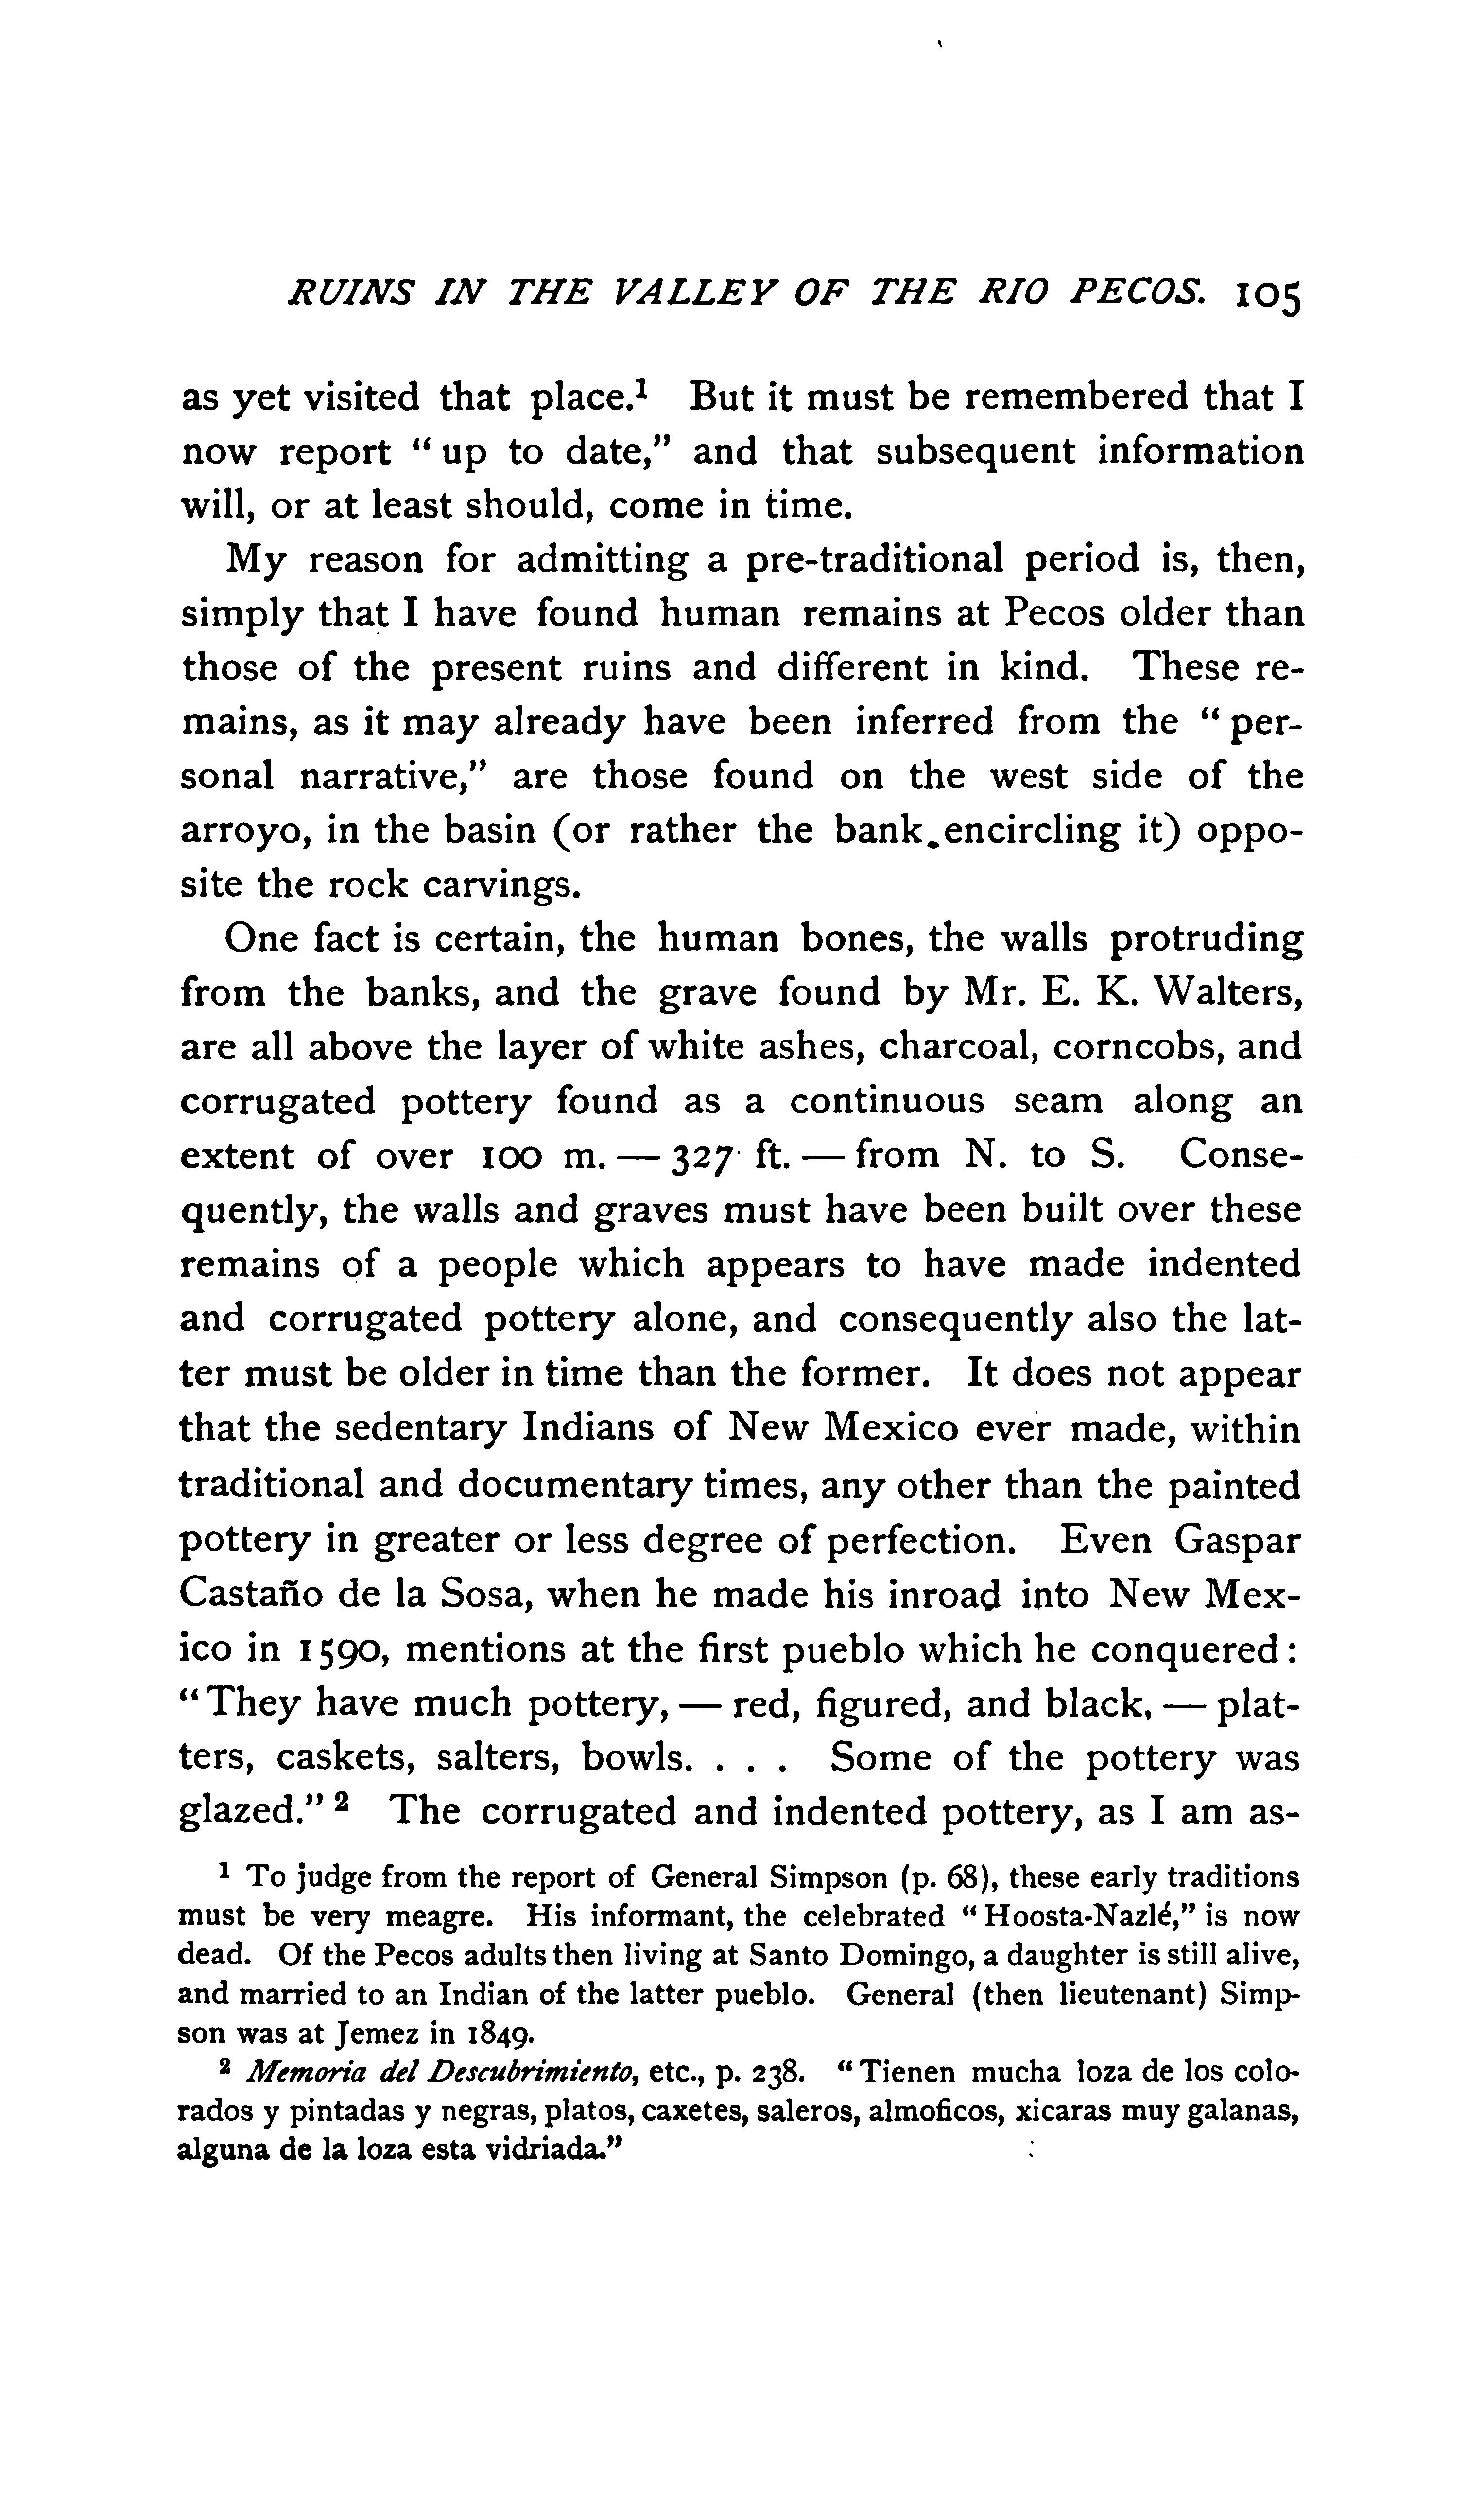 RUINS IN THE VALLEY OF THE RIO PECOS. 105
as yet visited that place.¹ But it must be remembered that I
now report “up to date,” and that subsequent information
will, or at least should, come in time.
My reason for admitting a pre-traditional period is, then,
simply that I have found human remains at Pecos older than
those of the present ruins and different in kind. These re-
mains, as it may already have been inferred from the “per-
sonal narrative,” are those found on the west side of the
arroyo, in the basin (or rather the bank encircling it) oppo-
site the rock carvings.
One fact is certain, the human bones, the walls protruding
from the banks, and the grave found by Mr. E. K. Walters,
are all above the layer of white ashes, charcoal, corncobs, and
corrugated pottery found as a continuous seam along an
extent of over 100 m. — 327 ft. — from N. to S. Conse-
quently, the walls and graves must have been built over these
remains of a people which appears to have made indented
and corrugated pottery alone, and consequently also the lat-
ter must be older in time than the former. It does not appear
that the sedentary Indians of New Mexico ever made, within
traditional and documentary times, any other than the painted
pottery in greater or less degree of perfection. Even Gaspar
Castaño de la Sosa, when he made his inroad into New Mex-
ico in 1590, mentions at the first pueblo which he conquered:
“They have much pottery, — red, figured, and black, — plat-
ters, caskets, salters, bowls. . . . Some of the pottery was
glazed.” ² The corrugated and indented pottery, as I am as-
¹ To judge from the report of General Simpson (p. 68), these early traditions
must be very meagre. His informant, the celebrated “Hoosta-Nazlé,” is now
dead. Of the Pecos adults then living at Santo Domingo, a daughter is still alive,
and married to an Indian of the latter pueblo. General (then lieutenant) Simp-
son was at Jemez in 1849.
² Memoria del Descubrimiento, etc., p. 238. “Tienen mucha loza de los colo-
rados y pintadas y negras, platos, caxetes, saleros, almoficos, xicaras muy galanas,
alguna de la loza esta vidriada.”